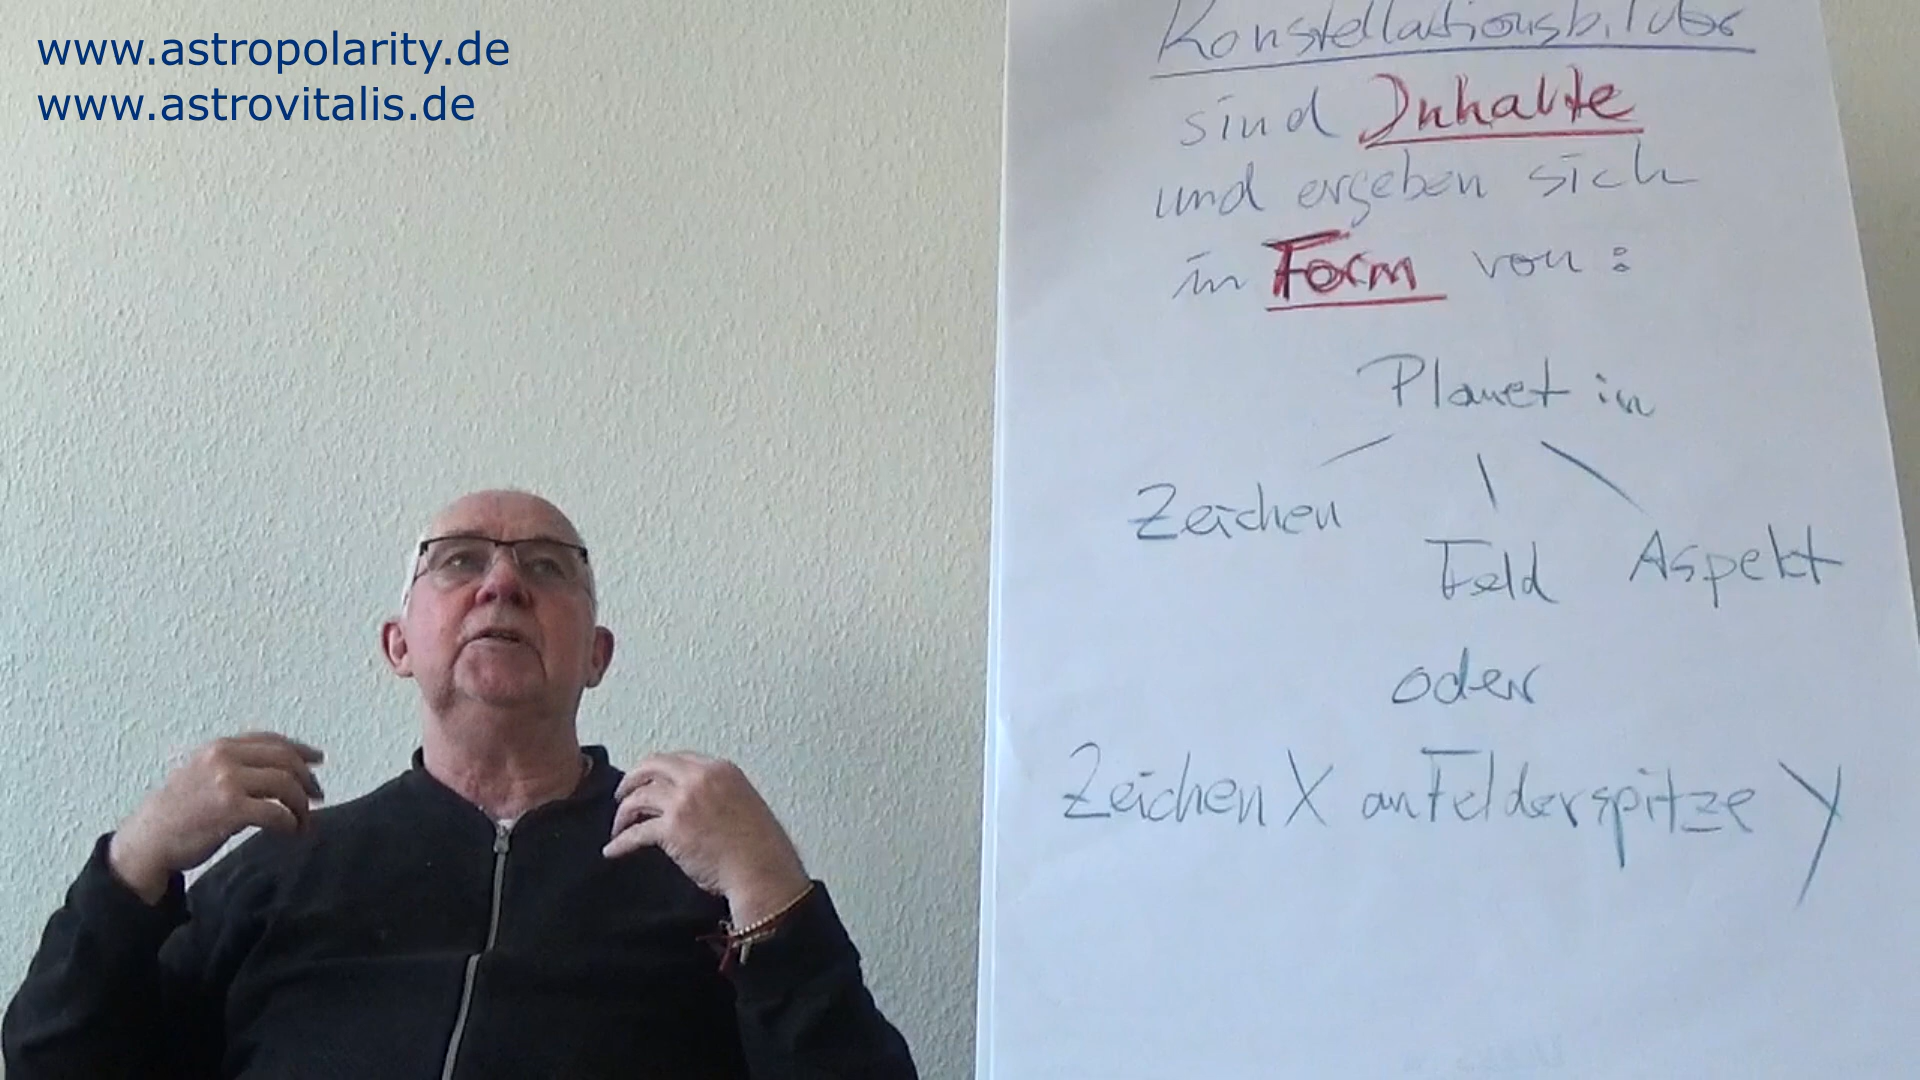 www.astropolarity.de
www.astrovitalis.de
Konstellationsbilder
sind Inhalte
und ergeben sich
in Form von :
Planet in
Zeichen
Feld
Aspekt
oder
Zeichen X an Felderspitze Y